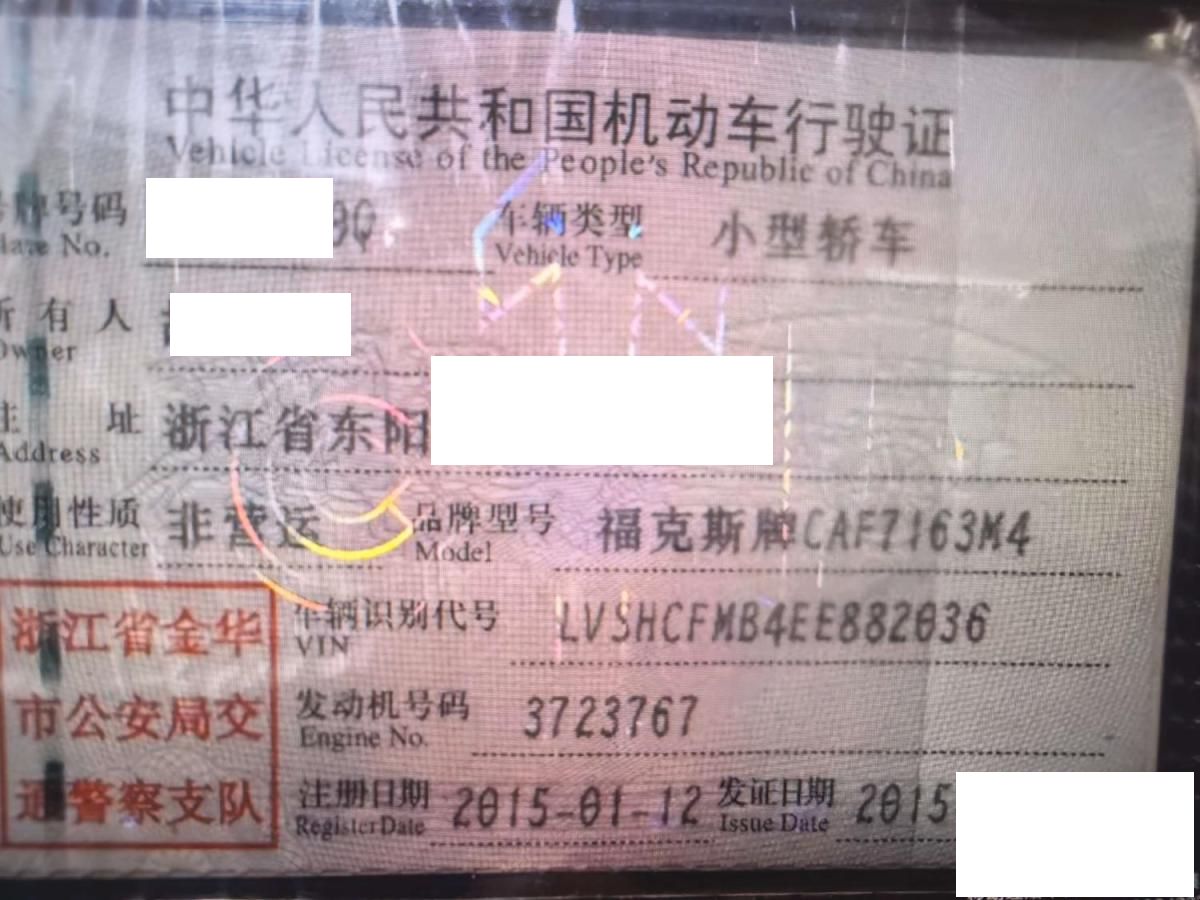 中华人民共和国机动车行驶证
Vehicle License of the People's Republic of China
号牌号码 车辆类型 小型轿车
Plate No. Vehicle Type
所有人
Owner
住 址 浙江省东阳
Address
使用性质 非营运 品牌型号 福克斯牌CAF7163M4
Use Character Model
浙江省金华
市公安局交
通警察支队
车辆识别代号 LVSHCFMB4EE882036
VIN
发动机号码 3723767
Engine No.
注册日期 2015-01-12 发证日期 2015
Register Date Issue Date